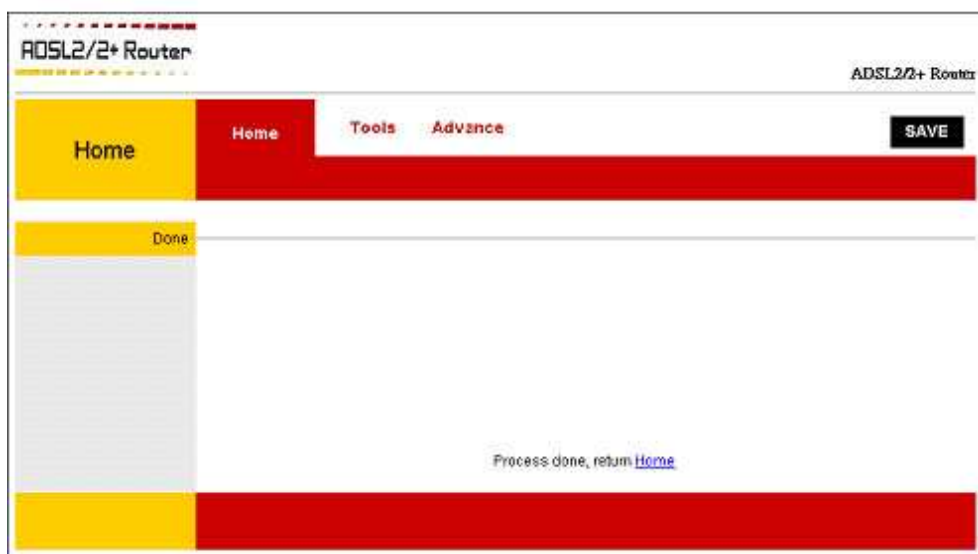 ADSL2/2+ Router
ADSL2/2+ Router
Home
Home
Tools
Advance
SAVE
Done
Process done, return Home